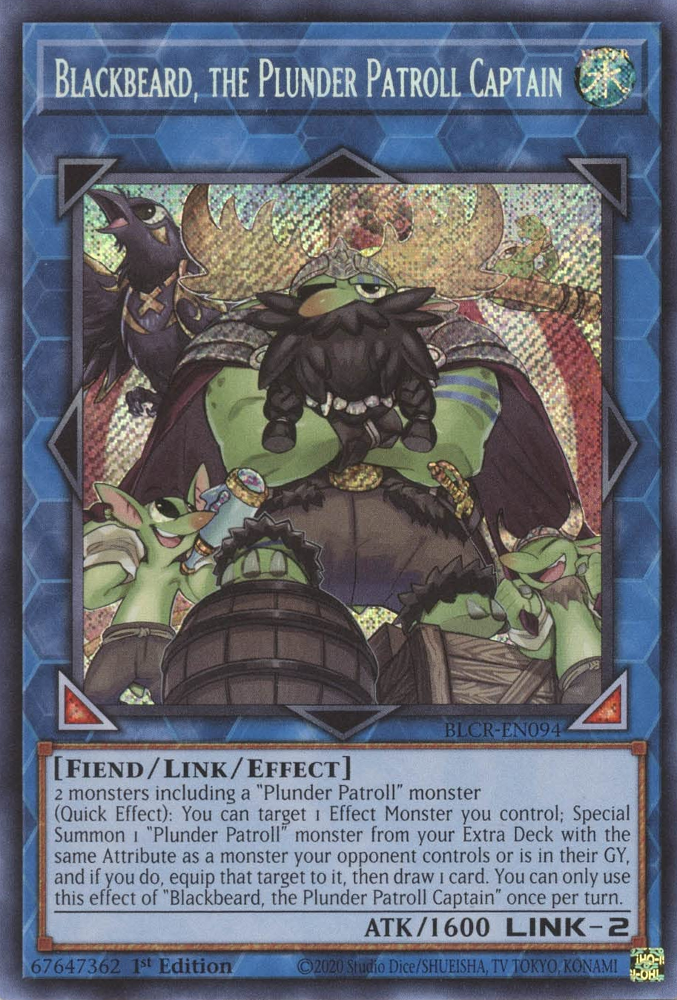 BLACKBEARD, THE PLUNDER PATROLL CAPTAIN
水
BLCR-EN094
[FIEND/LINK/EFFECT]
2 monsters including a "Plunder Patroll" monster
(Quick Effect): You can target 1 Effect Monster you control; Special
Summon 1 "Plunder Patroll" monster from your Extra Deck with the
same Attribute as a monster your opponent controls or is in their GY,
and if you do, equip that target to it, then draw 1 card. You can only use
this effect of "Blackbeard, the Plunder Patroll Captain" once per turn.
ATK/1600 LINK-2
67647362 1st Edition ©2020 Studio Dice/SHUEISHA, TV TOKYO, KONAMI